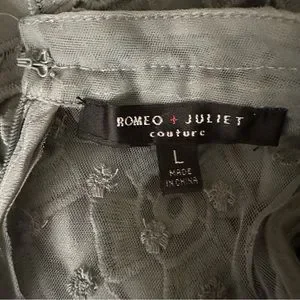 ROMEO + JULIET
couture
L
MADE
IN CHINA